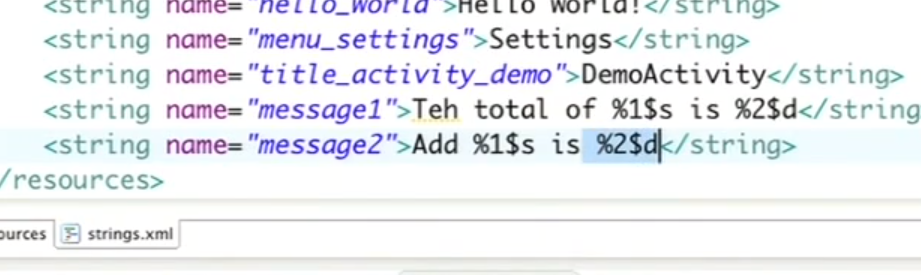 <string name="hello_world">Hello world!</string>
<string name="menu_settings">Settings</string>
<string name="title_activity_demo">DemoActivity</string>
<string name="message1">Teh total of %1$s is %2$d</string
<string name="message2">Add %1$s is %2$d</string>
/resources>
ources strings.xml